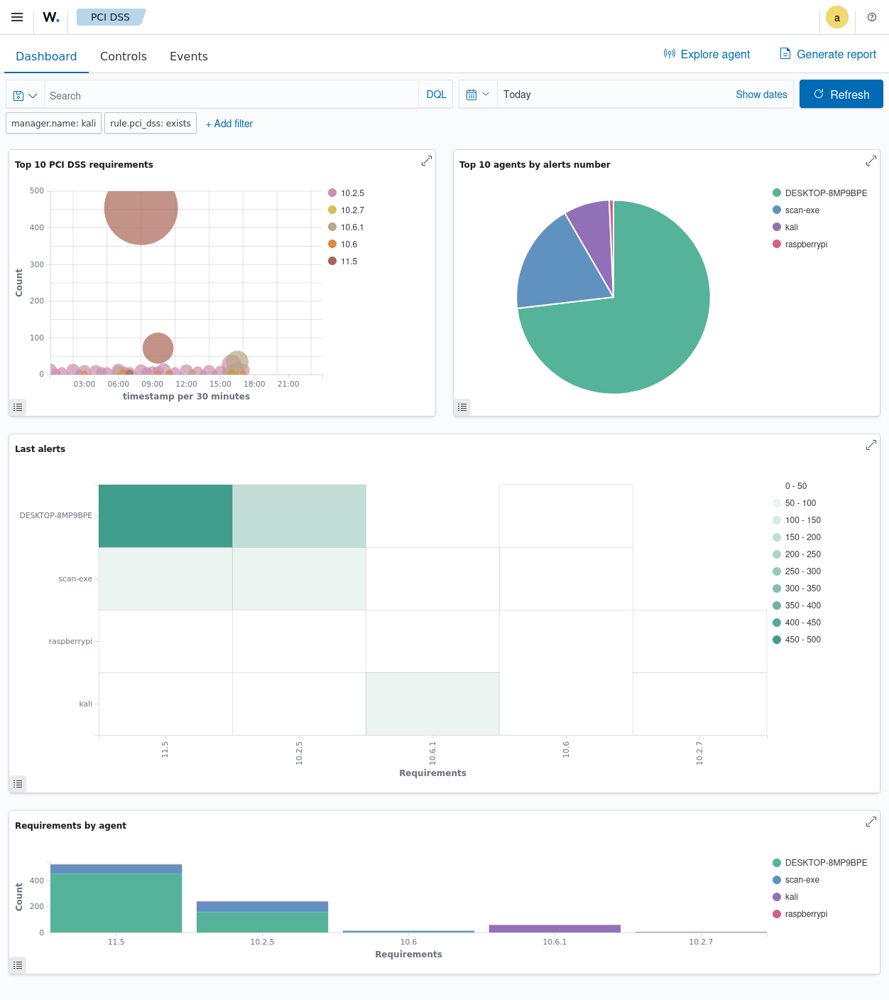 W. PCI DSS a
Dashboard Controls Events Explore agent Generate report
Search DQL Today Show dates Refresh
manager.name: kali rule.pci_dss: exists + Add filter
Top 10 PCI DSS requirements
500
400
300
200
100
0
Count
03:00 06:00 09:00 12:00 15:00 18:00 21:00
timestamp per 30 minutes
10.2.5
10.2.7
10.6.1
10.6
11.5
Top 10 agents by alerts number
DESKTOP-8MP9BPE
scan-exe
kali
raspberrypi
Last alerts
DESKTOP-8MP9BPE
scan-exe
raspberrypi
kali
11.5 10.2.5 10.6.1 10.6 10.2.7
Requirements
0 - 50
50 - 100
100 - 150
150 - 200
200 - 250
250 - 300
300 - 350
350 - 400
400 - 450
450 - 500
Requirements by agent
400
200
0
Count
11.5 10.2.5 10.6 10.6.1 10.2.7
Requirements
DESKTOP-8MP9BPE
scan-exe
kali
raspberrypi